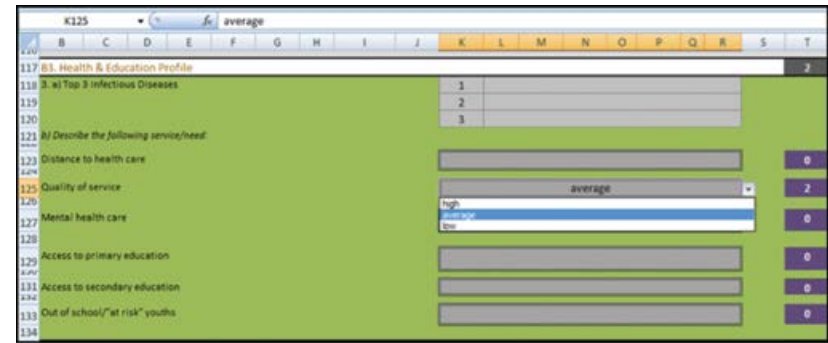 K125 fx average
B C D E F G H I J K L M N O P Q R S T
117 B3. Health & Education Profile 2
118 3. a) Top 3 Infectious Diseases 1
119 2
120 3
121 b) Describe the following service/need:
123 Distance to health care 0
125 Quality of service average 2
126 high
average
127 Mental health care low 0
128
129 Access to primary education 0
131 Access to secondary education 0
133 Out of school/"at risk" youths 0
134